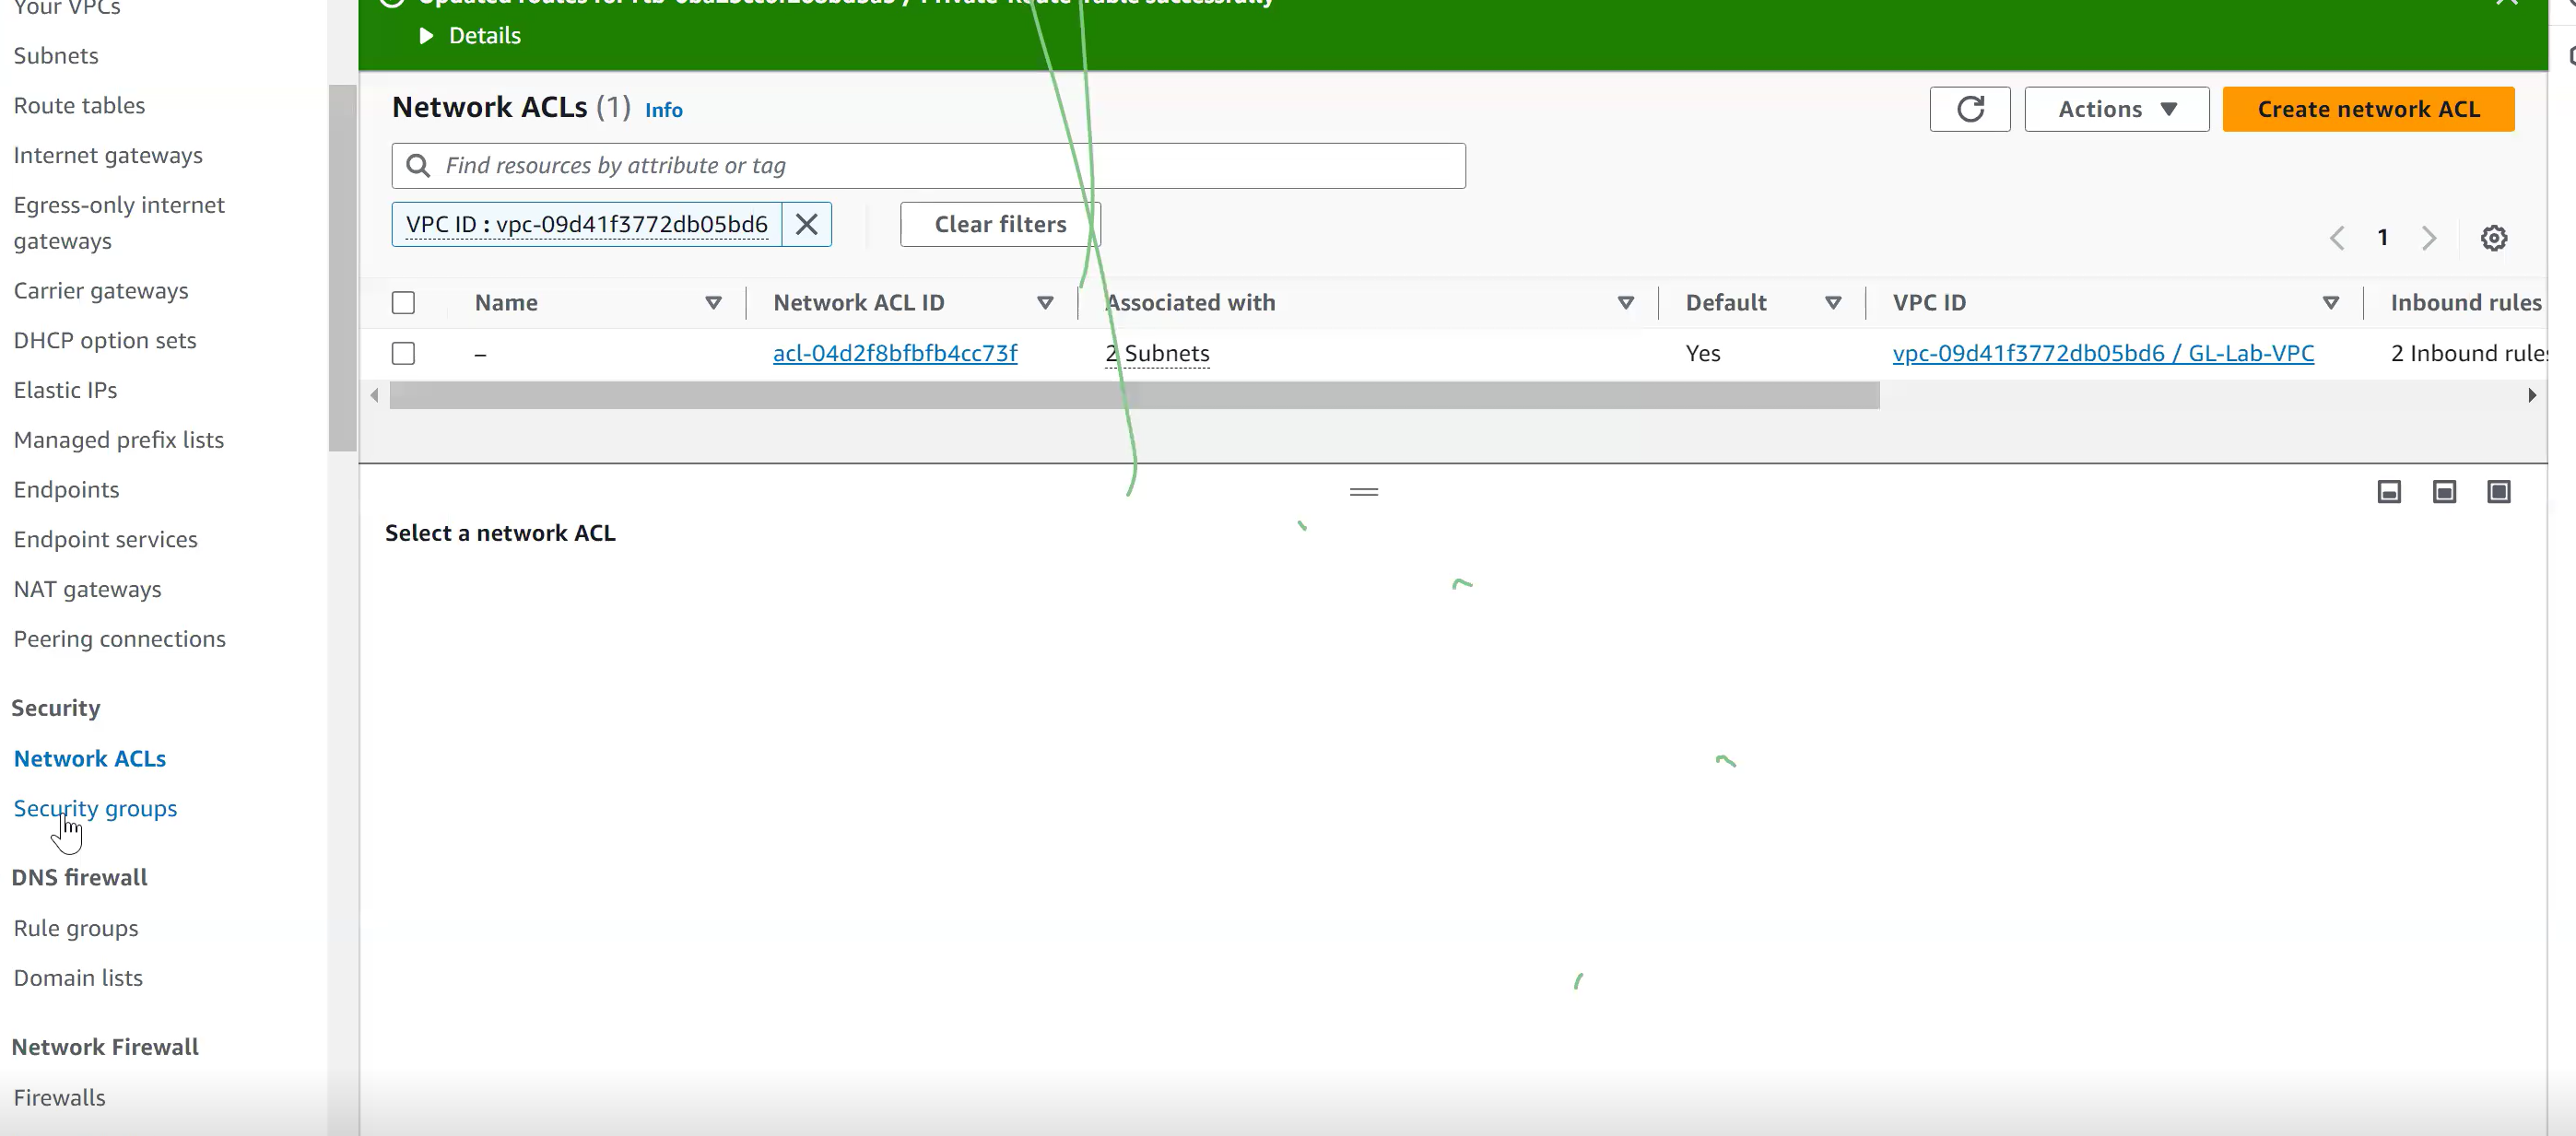 Your VPCs
Subnets
Route tables
Internet gateways
Egress-only internet
gateways
Carrier gateways
DHCP option sets
Elastic IPs
Managed prefix lists
Endpoints
Endpoint services
NAT gateways
Peering connections
Security
Network ACLs
Security groups
DNS firewall
Rule groups
Domain lists
Network Firewall
Firewalls
Details
Network ACLs (1) Info
Actions
Create network ACL
Find resources by attribute or tag
VPC ID : vpc-09d41f3772db05bd6
Clear filters
1
Name Network ACL ID Associated with Default VPC ID Inbound rules
– acl-04d2f8bfbfb4cc73f 2 Subnets Yes vpc-09d41f3772db05bd6 / GL-Lab-VPC 2 Inbound rules
Select a network ACL